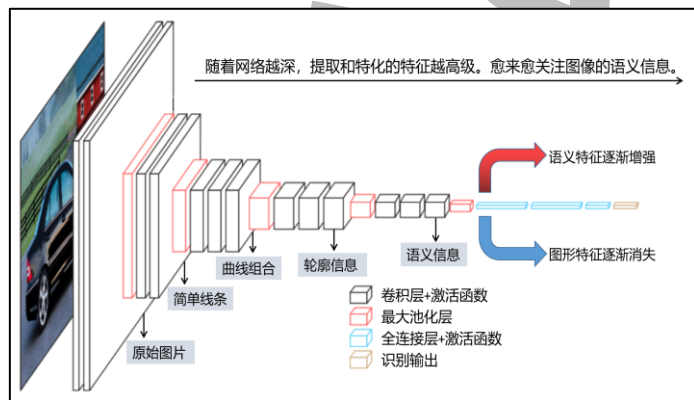 随着网络越深，提取和特化的特征越高级。愈来愈关注图像的语义信息。
语义特征逐渐增强
图形特征逐渐消失
语义信息
轮廓信息
曲线组合
简单线条
原始图片
卷积层+激活函数
最大池化层
全连接层+激活函数
识别输出